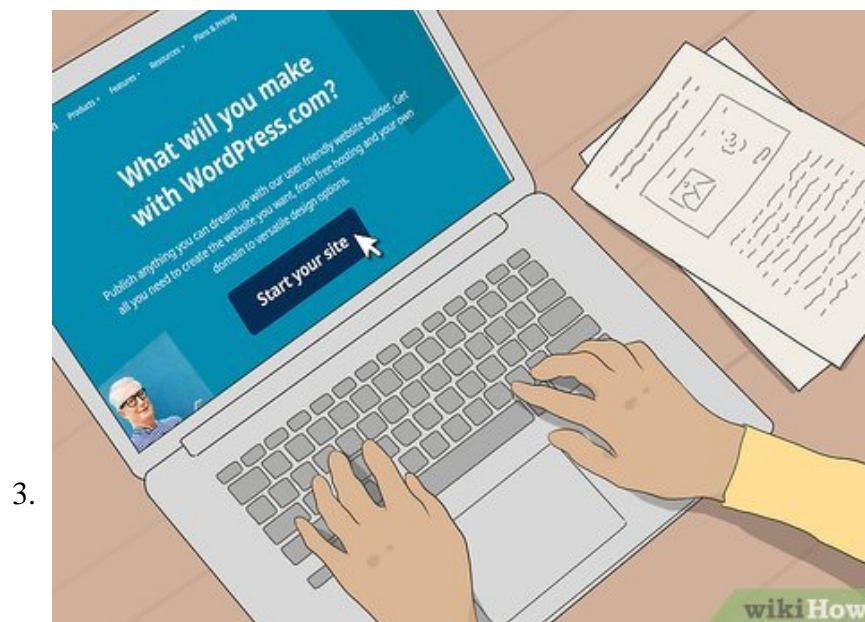 Products
Features
Resources
Plans & Pricing
What will you make
with WordPress.com?
Publish anything you can dream up with our user-friendly website builder. Get
all you need to create the website you want, from free hosting and your own
domain to versatile design options.
Start your site
3.
wikiHow